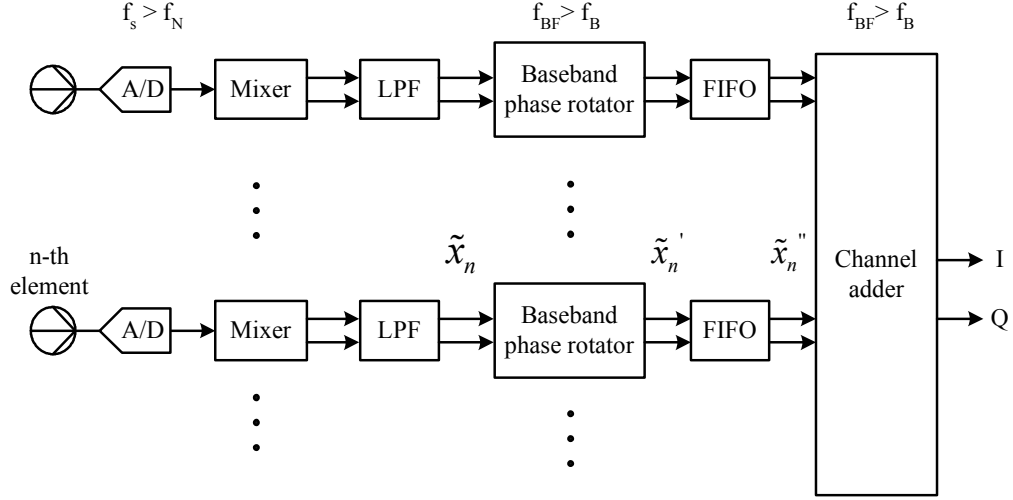 f_s > f_N
f_BF > f_B
f_BF > f_B
A/D
Mixer
LPF
Baseband
phase rotator
FIFO
n-th
element
x̃_n
x̃_n'
x̃_n"
Channel
adder
I
Q
A/D
Mixer
LPF
Baseband
phase rotator
FIFO